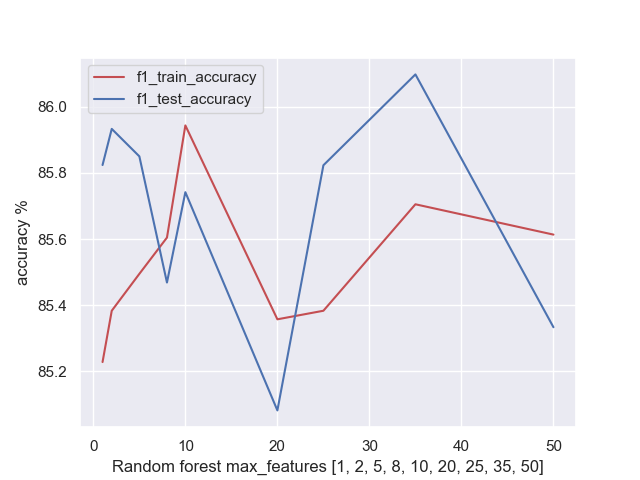 f1_train_accuracy
f1_test_accuracy
86.0
85.8
85.6
85.4
85.2
accuracy %
0 10 20 30 40 50
Random forest max_features [1, 2, 5, 8, 10, 20, 25, 35, 50]